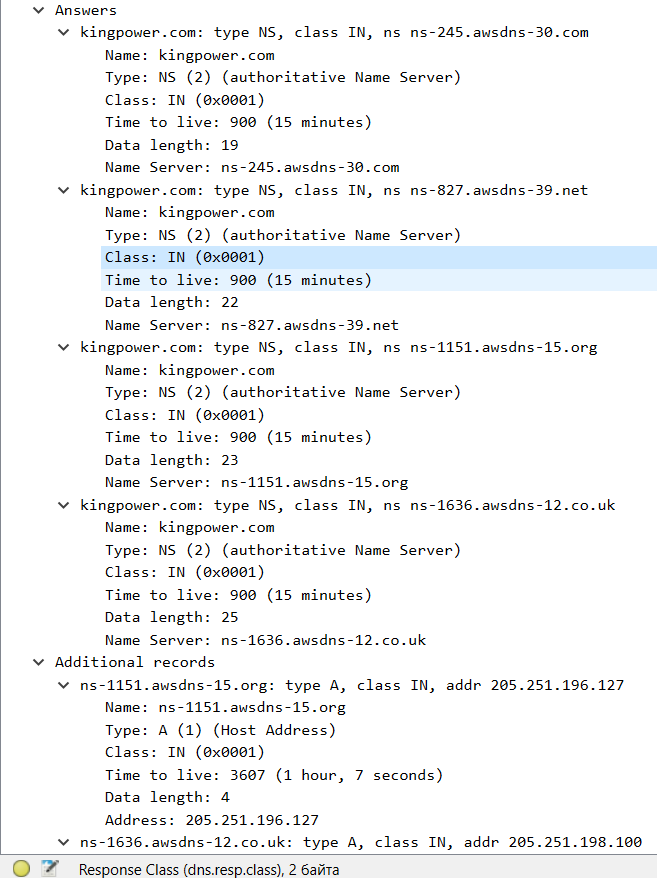 Answers
kingpower.com: type NS, class IN, ns ns-245.awsdns-30.com
Name: kingpower.com
Type: NS (2) (authoritative Name Server)
Class: IN (0x0001)
Time to live: 900 (15 minutes)
Data length: 19
Name Server: ns-245.awsdns-30.com
kingpower.com: type NS, class IN, ns ns-827.awsdns-39.net
Name: kingpower.com
Type: NS (2) (authoritative Name Server)
Class: IN (0x0001)
Time to live: 900 (15 minutes)
Data length: 22
Name Server: ns-827.awsdns-39.net
kingpower.com: type NS, class IN, ns ns-1151.awsdns-15.org
Name: kingpower.com
Type: NS (2) (authoritative Name Server)
Class: IN (0x0001)
Time to live: 900 (15 minutes)
Data length: 23
Name Server: ns-1151.awsdns-15.org
kingpower.com: type NS, class IN, ns ns-1636.awsdns-12.co.uk
Name: kingpower.com
Type: NS (2) (authoritative Name Server)
Class: IN (0x0001)
Time to live: 900 (15 minutes)
Data length: 25
Name Server: ns-1636.awsdns-12.co.uk
Additional records
ns-1151.awsdns-15.org: type A, class IN, addr 205.251.196.127
Name: ns-1151.awsdns-15.org
Type: A (1) (Host Address)
Class: IN (0x0001)
Time to live: 3607 (1 hour, 7 seconds)
Data length: 4
Address: 205.251.196.127
ns-1636.awsdns-12.co.uk: type A, class IN, addr 205.251.198.100
Response Class (dns.resp.class), 2 байта